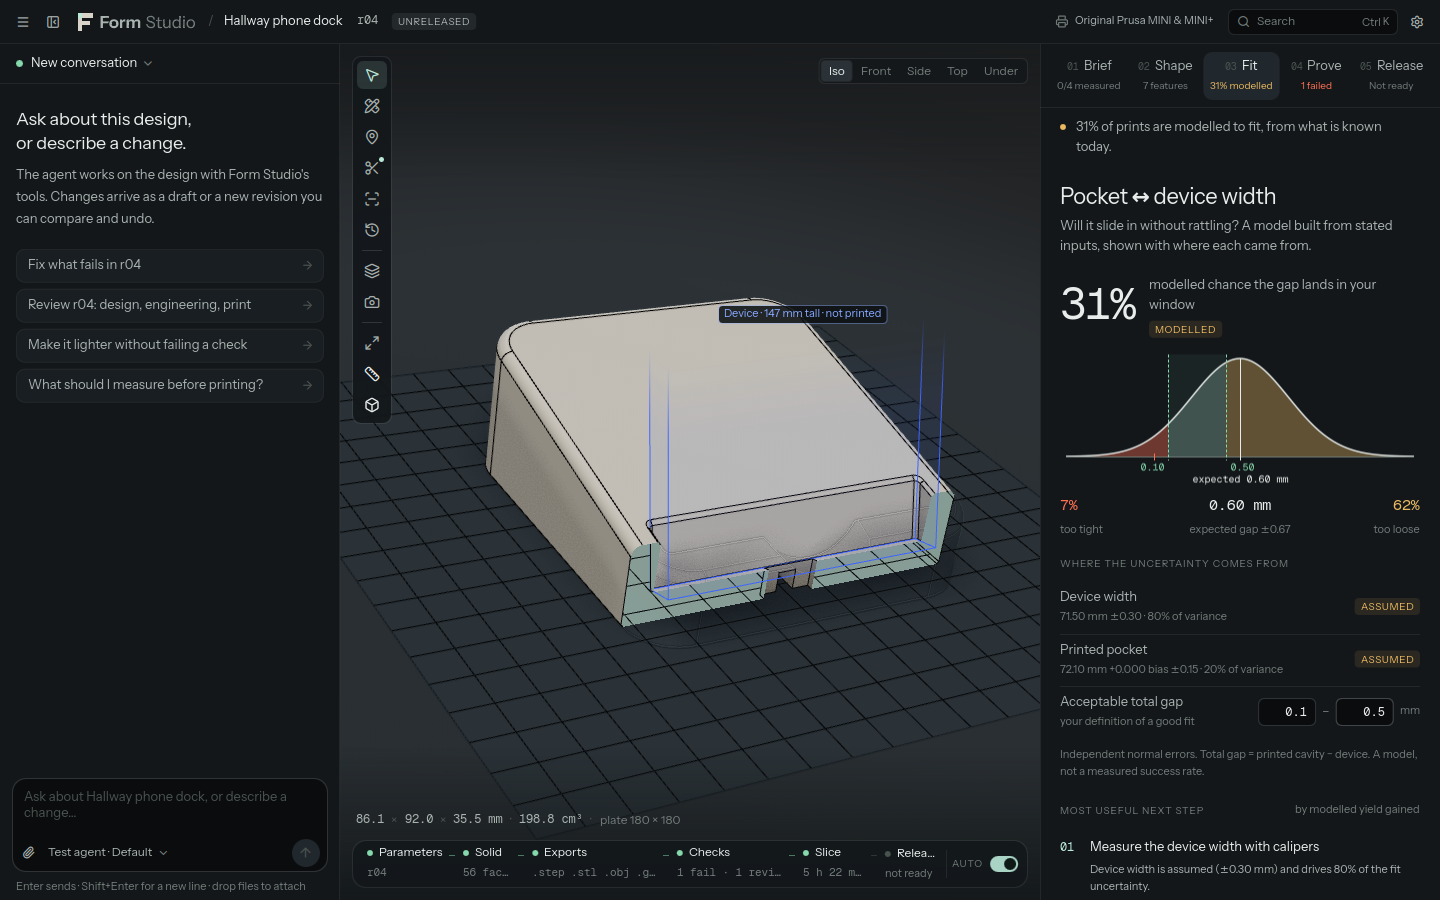 Form Studio / Hallway phone dock r04 UNRELEASED
Original Prusa MINI & MINI+
Search Ctrl K
New conversation
Ask about this design,
or describe a change.
The agent works on the design with Form Studio's
tools. Changes arrive as a draft or a new revision you
can compare and undo.
Fix what fails in r04
Review r04: design, engineering, print
Make it lighter without failing a check
What should I measure before printing?
Ask about Hallway phone dock, or describe a
change...
Test agent · Default
Enter sends · Shift+Enter for a new line · drop files to attach
Iso Front Side Top Under
Device · 147 mm tall · not printed
86.1 × 92.0 × 35.5 mm · 198.8 cm³ · plate 180 × 180
Parameters Solid Exports Checks Slice Relea...
r04 56 fac... .step .stl .obj .g... 1 fail · 1 revi... 5 h 22 m... not ready
AUTO
01 Brief 02 Shape 03 Fit 04 Prove 05 Release
0/4 measured 7 features 31% modelled 1 failed Not ready
31% of prints are modelled to fit, from what is known
today.
Pocket ↔ device width
Will it slide in without rattling? A model built from stated
inputs, shown with where each came from.
31%
modelled chance the gap lands in your
window
MODELLED
0.10 0.50
expected 0.60 mm
7% 0.60 mm 62%
too tight expected gap ±0.67 too loose
WHERE THE UNCERTAINTY COMES FROM
Device width
71.50 mm ±0.30 · 80% of variance
ASSUMED
Printed pocket
72.10 mm +0.000 bias ±0.15 · 20% of variance
ASSUMED
Acceptable total gap
your definition of a good fit
0.1 – 0.5 mm
Independent normal errors. Total gap = printed cavity − device. A model,
not a measured success rate.
MOST USEFUL NEXT STEP by modelled yield gained
01 Measure the device width with calipers
Device width is assumed (±0.30 mm) and drives 80% of the fit
uncertainty.